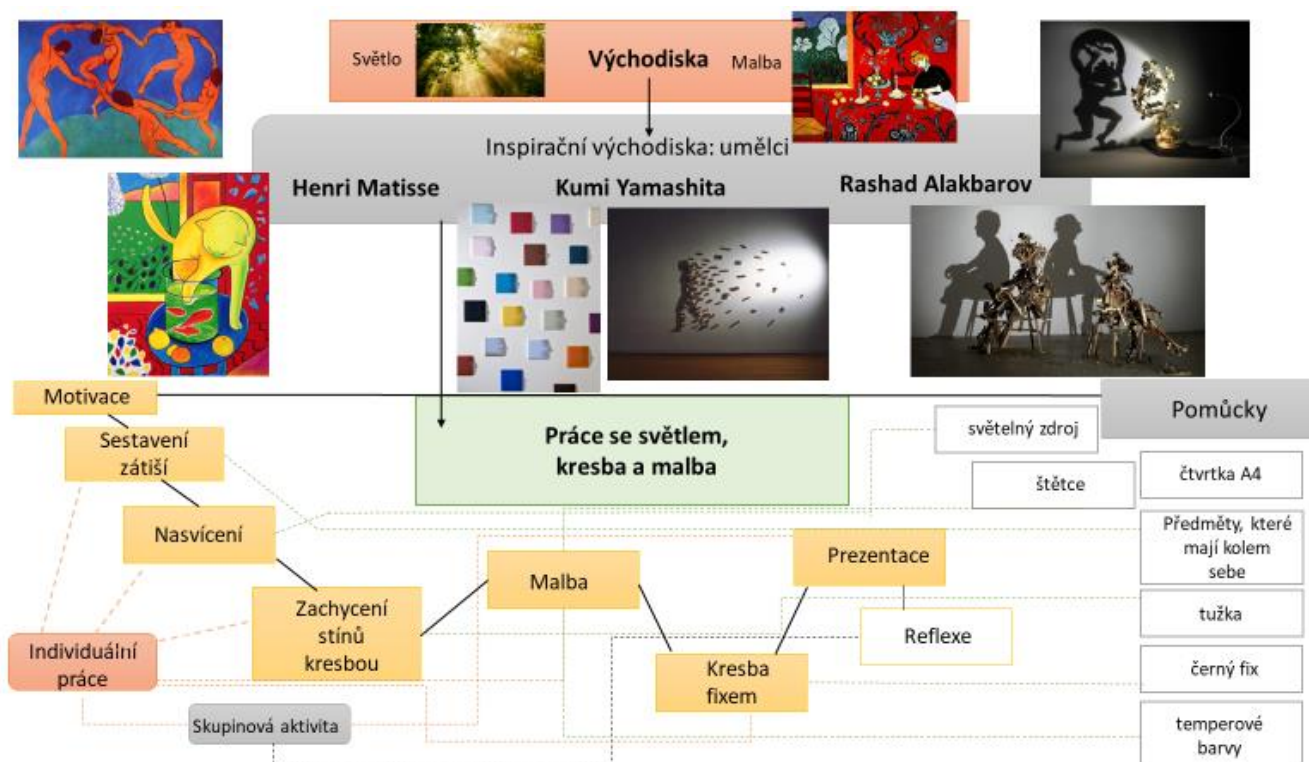 Světlo
Východiska
Malba
Inspirační východiska: umělci
Henri Matisse
Kumi Yamashita
Rashad Alakbarov
Motivace
Sestavení
zátiší
Nasvícení
Zachycení
stínů
kresbou
Individuální
práce
Skupinová aktivita
Práce se světlem,
kresba a malba
Malba
Kresba
fixem
Prezentace
Reflexe
světelný zdroj
štětce
Pomůcky
čtvrtka A4
Předměty, které
mají kolem
sebe
tužka
černý fix
temperové
barvy